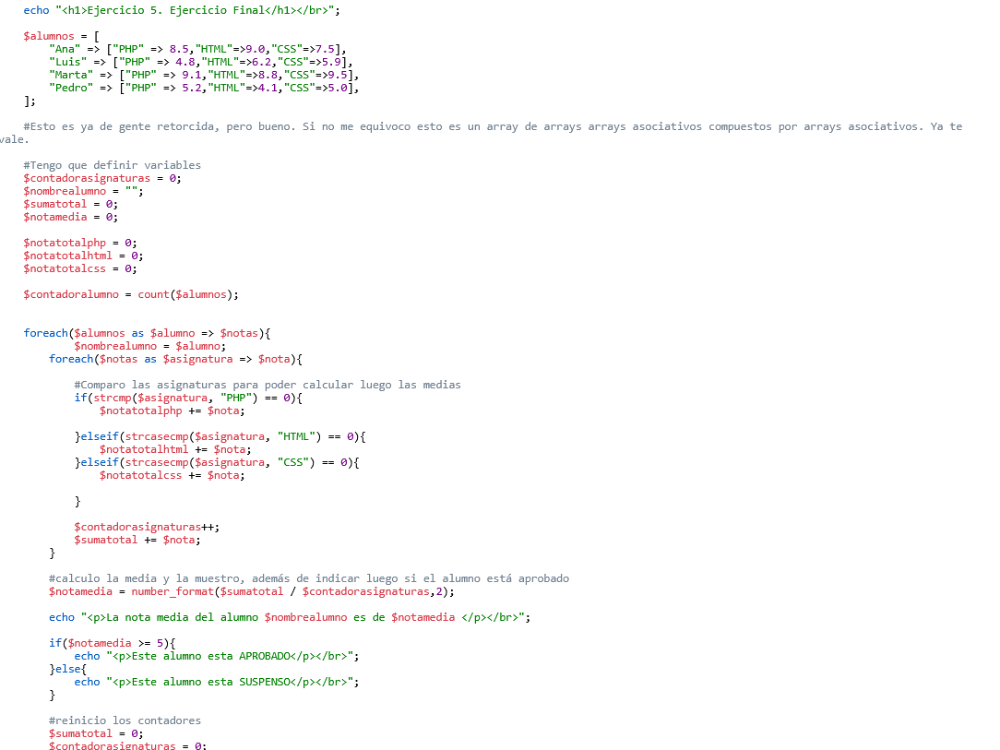 echo "<h1>Ejercicio 5. Ejercicio Final</h1></br>";
$alumnos = [
"Ana" => ["PHP" => 8.5,"HTML"=>9.0,"CSS"=>7.5],
"Luis" => ["PHP" => 4.8,"HTML"=>6.2,"CSS"=>5.9],
"Marta" => ["PHP" => 9.1,"HTML"=>8.8,"CSS"=>9.5],
"Pedro" => ["PHP" => 5.2,"HTML"=>4.1,"CSS"=>5.0],
];
#Esto es ya de gente retorcida, pero bueno. Si no me equivoco esto es un array de arrays arrays asociativos compuestos por arrays asociativos. Ya te
vale.
#Tengo que definir variables
$contadorasignaturas = 0;
$nombrealumno = "";
$sumatotal = 0;
$notamedia = 0;
$notatotalphp = 0;
$notatotalhtml = 0;
$notatotalcss = 0;
$contadoralumno = count($alumnos);
foreach($alumnos as $alumno => $notas){
$nombrealumno = $alumno;
foreach($notas as $asignatura => $nota){
#Comparo las asignaturas para poder calcular luego las medias
if(strcmp($asignatura, "PHP") == 0){
$notatotalphp += $nota;
}elseif(strcasecmp($asignatura, "HTML") == 0){
$notatotalhtml += $nota;
}elseif(strcasecmp($asignatura, "CSS") == 0){
$notatotalcss += $nota;
}
$contadorasignaturas++;
$sumatotal += $nota;
}
#calculo la media y la muestro, además de indicar luego si el alumno está aprobado
$notamedia = number_format($sumatotal / $contadorasignaturas,2);
echo "<p>La nota media del alumno $nombrealumno es de $notamedia </p></br>";
if($notamedia >= 5){
echo "<p>Este alumno esta APROBADO</p></br>";
}else{
echo "<p>Este alumno esta SUSPENSO</p></br>";
}
#reinicio los contadores
$sumatotal = 0;
$contadorasignaturas = 0;